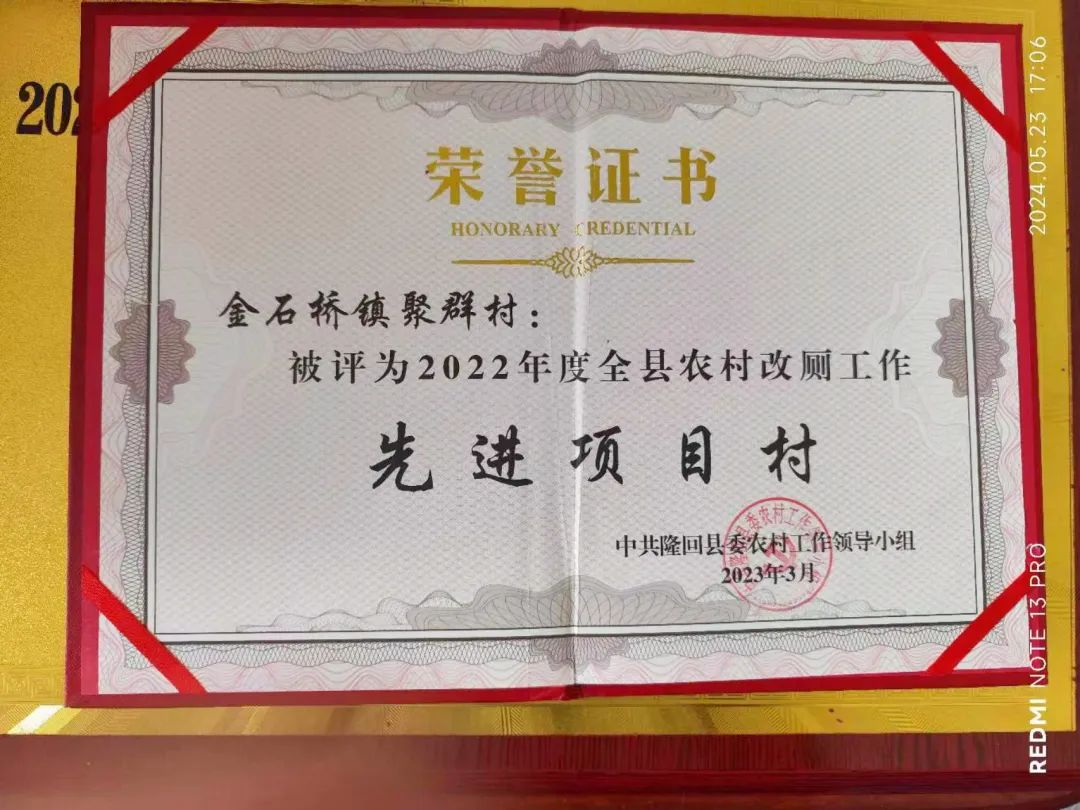 202
荣誉证书
HONORARY CREDENTIAL
金石桥镇聚群村：
被评为2022年度全县农村改厕工作
先进项目村
中共隆回县委农村工作领导小组
2023年3月
REDMI NOTE 13 PRO
2024.05.23 17:06